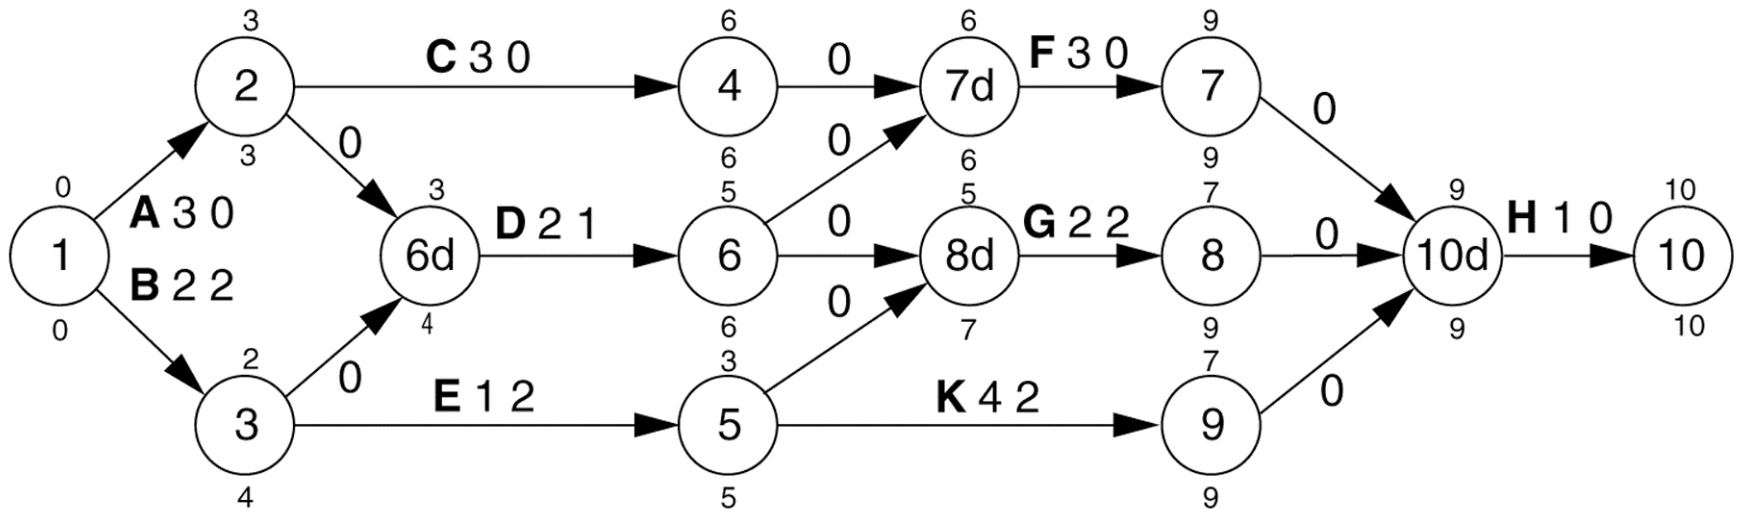 3 6 6 9
C 3 0 0 F 3 0
2 4 7d 7
0
0 0
3 6 6 9
0 3 5 5 7 9 10
A 3 0 D 2 1 0 G 2 2 0 H 1 0
1 6d 6 8d 8 10d 10
B 2 2 0
0 4 6 7 9 9 10
2 3 7
0 E 1 2 K 4 2 0
3 5 9
4 5 9